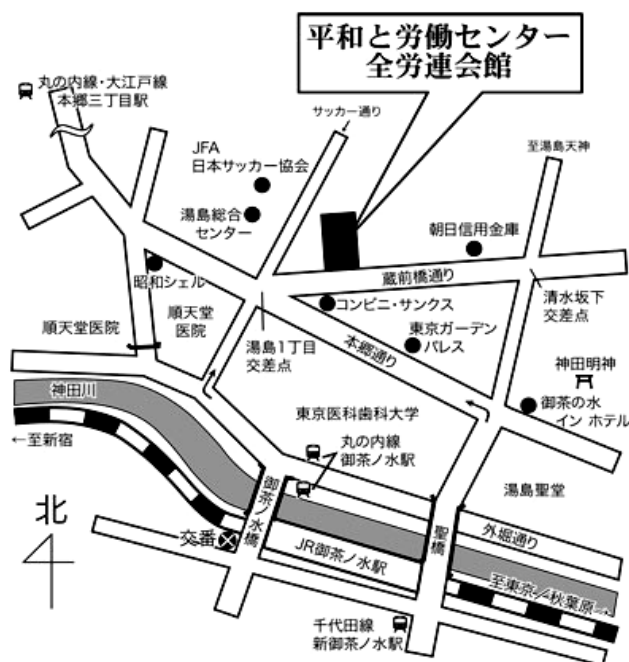 平和と労働センター
全労連会館
丸の内線・大江戸線
本郷三丁目駅
サッカー通り
至湯島天神
JFA
日本サッカー協会
湯島総合
センター
朝日信用金庫
昭和シェル
蔵前橋通り
コンビニ・サンクス
清水坂下
交差点
順天堂医院
順天堂
医院
湯島1丁目
交差点
本郷通り
東京ガーデン
パレス
神田明神
御茶の水
イン ホテル
神田川
東京医科歯科大学
←至新宿
丸の内線
御茶ノ水駅
湯島聖堂
北
御茶ノ水橋
聖橋
外堀通り
交番
JR御茶ノ水駅
至東京/秋葉原→
千代田線
新御茶ノ水駅